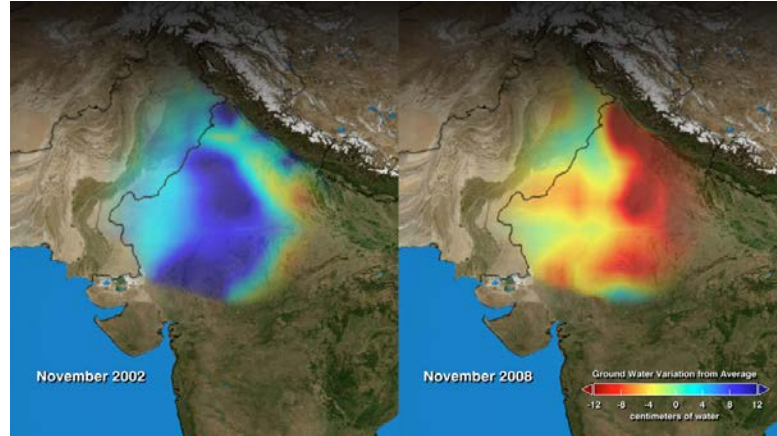 November 2002
November 2008
Ground Water Variation from Average
-12 -8 -4 0 4 8 12
centimeters of water